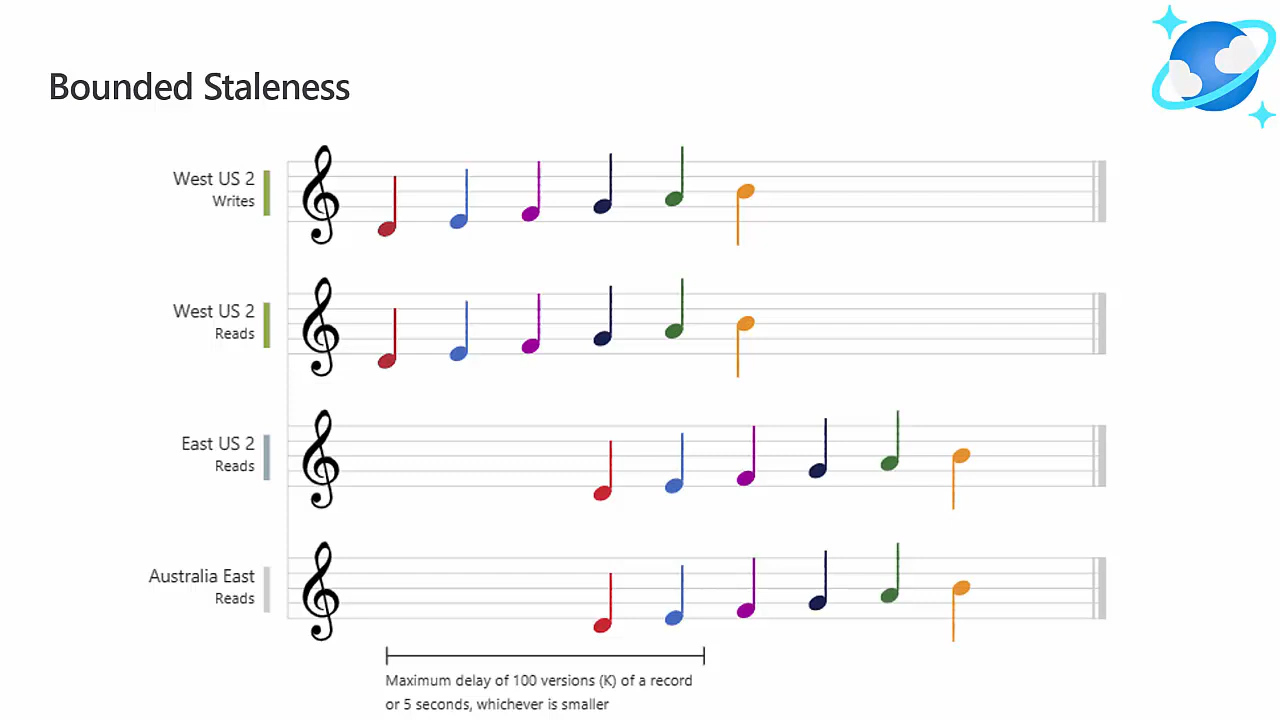 Bounded Staleness
West US 2
Writes
West US 2
Reads
East US 2
Reads
Australia East
Reads
Maximum delay of 100 versions (K) of a record
or 5 seconds, whichever is smaller